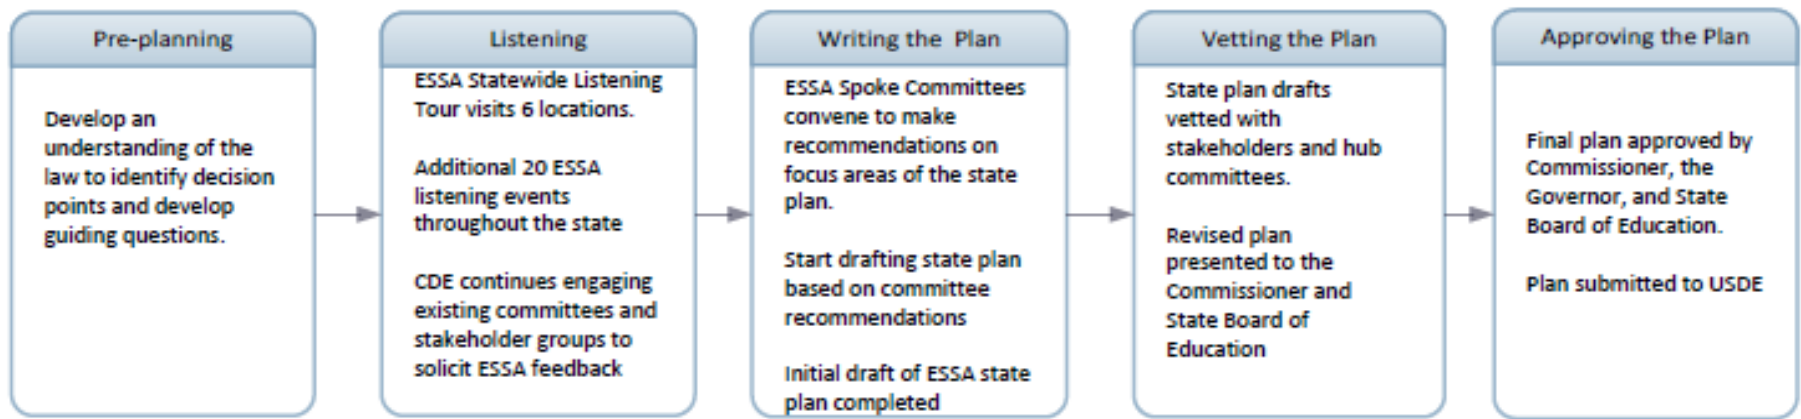 Pre-planning
Develop an
understanding of the
law to identify decision
points and develop
guiding questions.
Listening
ESSA Statewide Listening
Tour visits 6 locations.
Additional 20 ESSA
listening events
throughout the state
CDE continues engaging
existing committees and
stakeholder groups to
solicit ESSA feedback
Writing the Plan
ESSA Spoke Committees
convene to make
recommendations on
focus areas of the state
plan.
Start drafting state plan
based on committee
recommendations
Initial draft of ESSA state
plan completed
Vetting the Plan
State plan drafts
vetted with
stakeholders and hub
committees.
Revised plan
presented to the
Commissioner and
State Board of
Education
Approving the Plan
Final plan approved by
Commissioner, the
Governor, and State
Board of Education.
Plan submitted to USDE